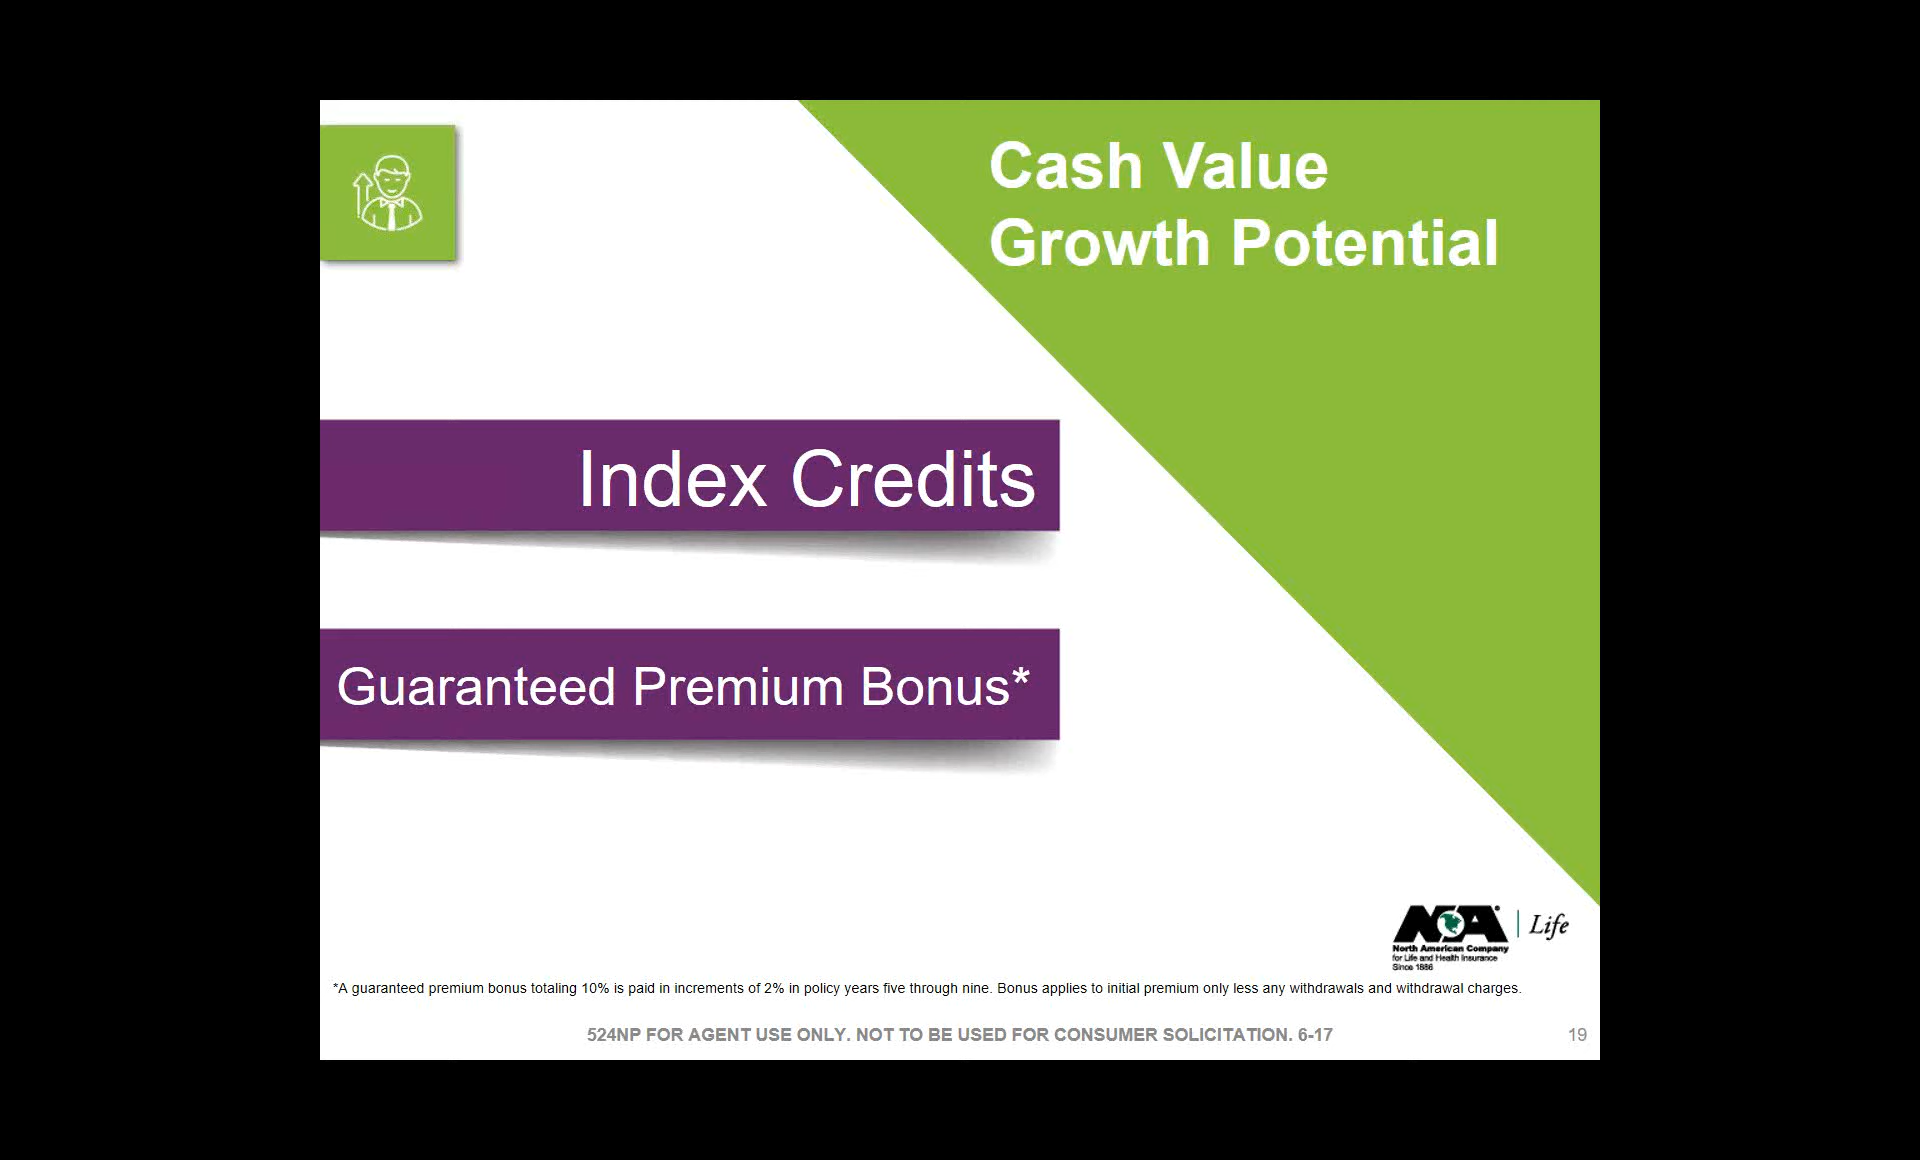 Cash Value
Growth Potential
Index Credits
Guaranteed Premium Bonus*
NA
Life
North American Company
for Life and Health Insurance
Since 1886
*A guaranteed premium bonus totaling 10% is paid in increments of 2% in policy years five through nine. Bonus applies to initial premium only less any withdrawals and withdrawal charges.
524NP FOR AGENT USE ONLY. NOT TO BE USED FOR CONSUMER SOLICITATION. 6-17
19